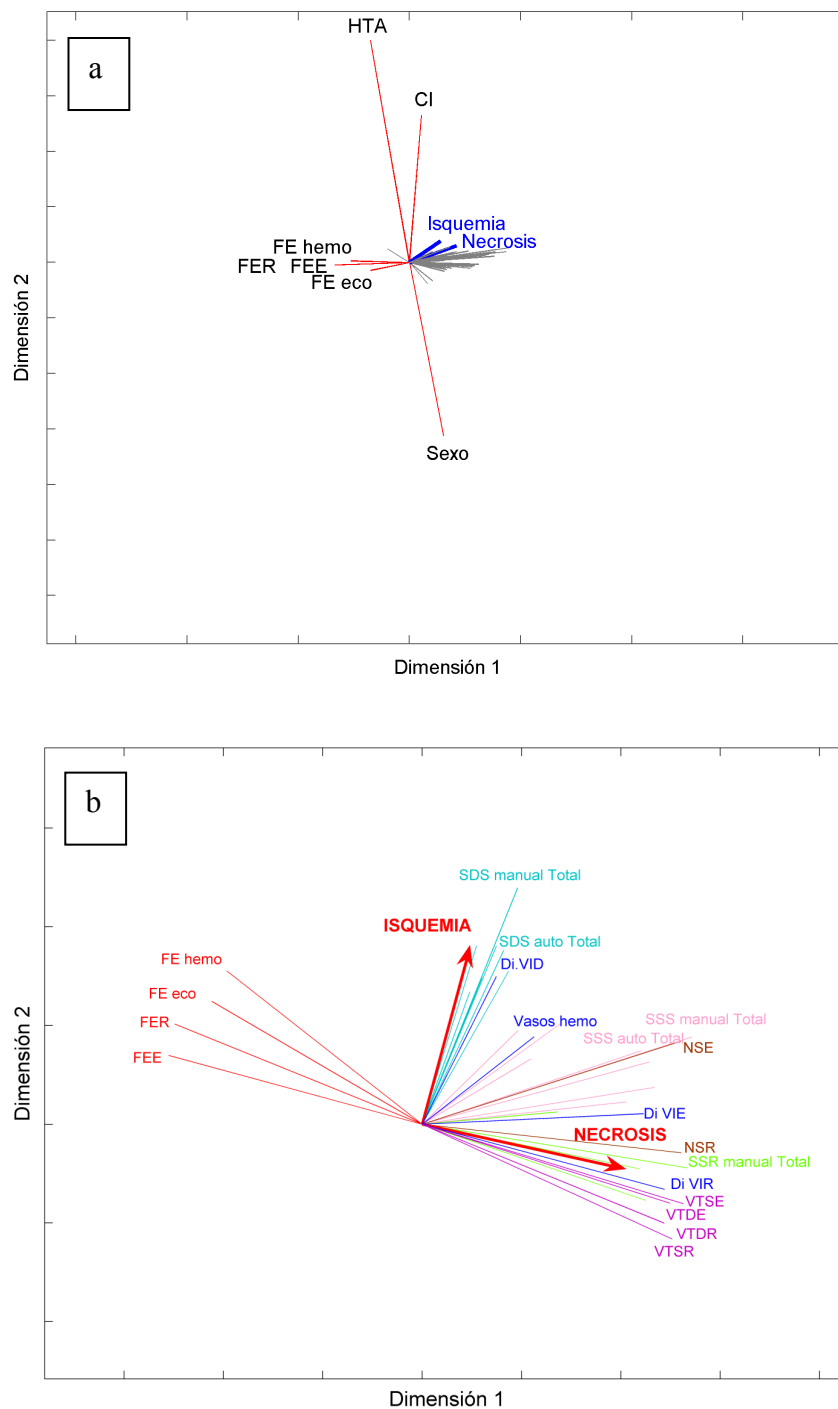 a
HTA
CI
Isquemia
Necrosis
FE hemo
FER FEE
FE eco
Sexo
Dimensión 2
Dimensión 1
b
SDS manual Total
ISQUEMIA
SDS auto Total
Di.VID
FE hemo
FE eco
FER
FEE
Vasos hemo
SSS manual Total
SSS auto Total
NSE
Di VIE
NECROSIS
NSR
SSR manual Total
Di VIR
VTSE
VTDE
VTDR
VTSR
Dimensión 2
Dimensión 1